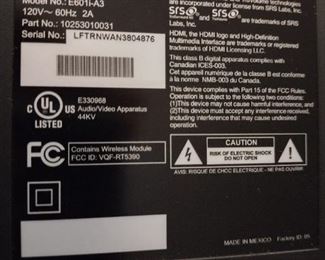 Model No.: E601i-A3
120V~ 60Hz 2A
Part No.: 10253010031
Serial No.: LFTRNWAN3804876
C UL US LISTED
E330968
Audio/Video Apparatus
44KV
FC
Contains Wireless Module
FCC ID: VQF-RT5390
are incorporated
under license from SRS Labs, Inc.
SRS
are trademarks of SRS
Labs, Inc.
HDMI, the HDMI logo and High-Definition
Multimedia Interface are trademarks or registered
trademarks of HDMI Licensing LLC.
This class B digital apparatus complies with
Canadian ICES-003.
Cet appareil numérique de la classe B est conforme
à la norme NMB-003 du Canada.
This device complies with Part 15 of the FCC Rules.
Operation is subject to the following two conditions:
(1)This device may not cause harmful interference, and
(2)This device must accept any interference received,
including interference that may cause undesired
operation.
CAUTION
RISK OF ELECTRIC SHOCK
DO NOT OPEN
AVIS: RISQUE DE CHOC ELECTRIQUE - NE PAS OUVRIR
MADE IN MEXICO Factory ID: 05